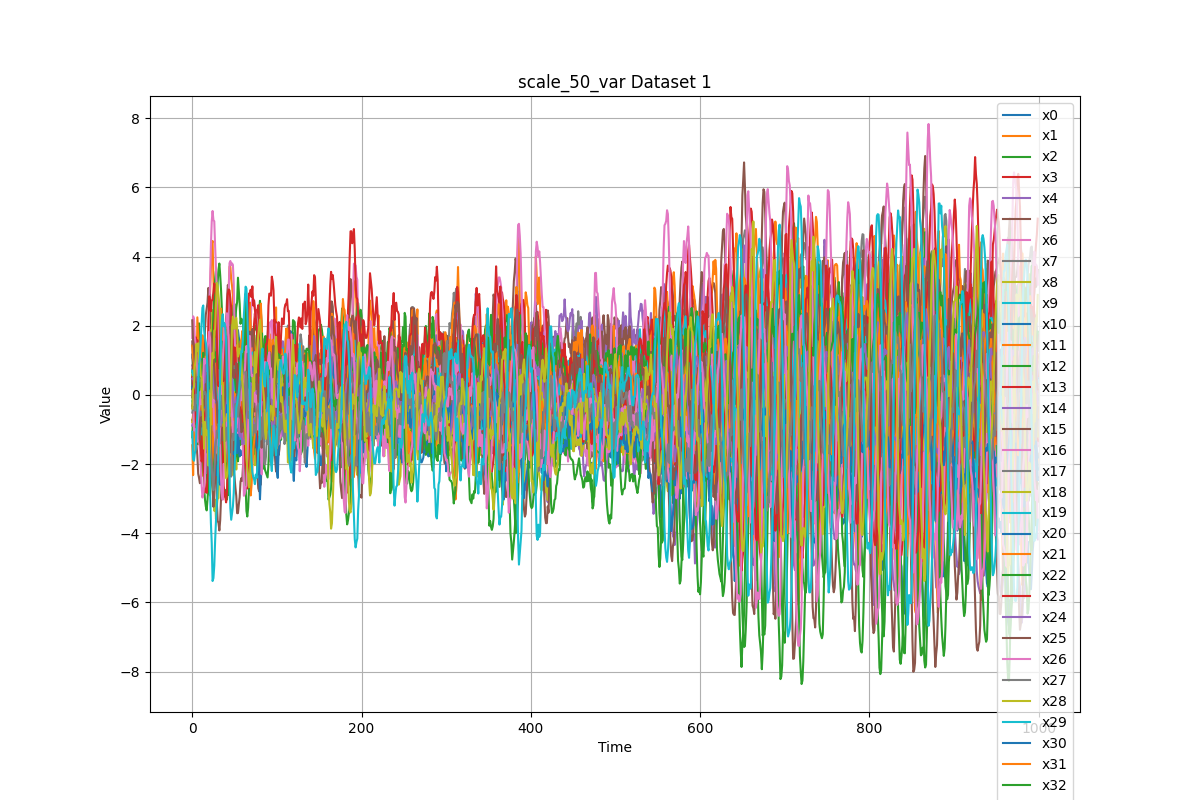 scale_50_var Dataset 1
Value
8
6
4
2
0
−2
−4
−6
−8
0
200
400
600
800
1000
Time
x0
x1
x2
x3
x4
x5
x6
x7
x8
x9
x10
x11
x12
x13
x14
x15
x16
x17
x18
x19
x20
x21
x22
x23
x24
x25
x26
x27
x28
x29
x30
x31
x32